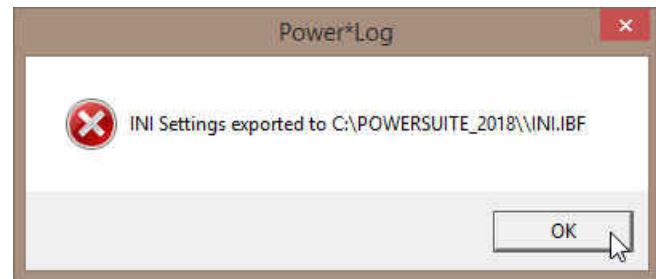 Power*Log
INI Settings exported to C:\POWERSUITE_2018\\INI.IBF
OK